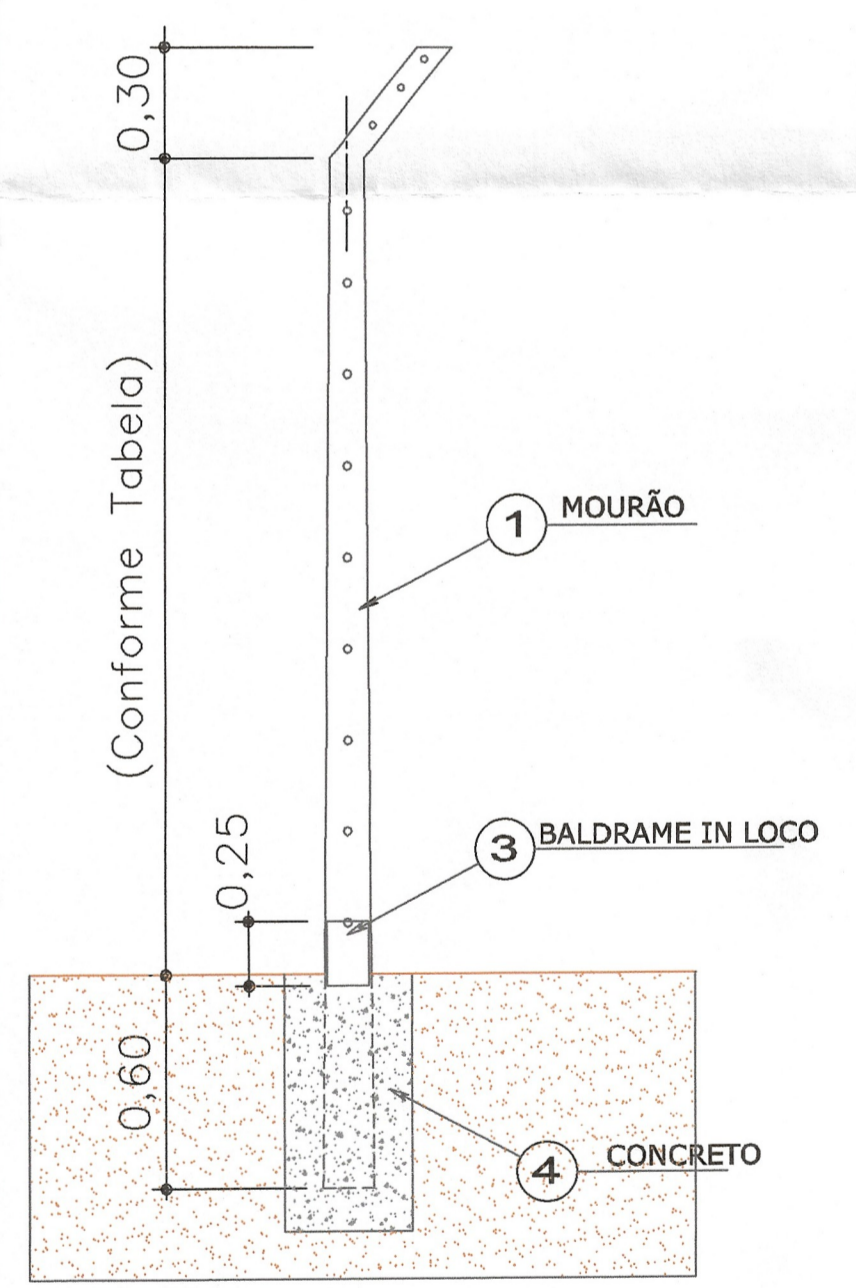 0,30
(Conforme Tabela)
1 MOURÃO
0,25
3 BALDRAME IN LOCO
0,60
4 CONCRETO